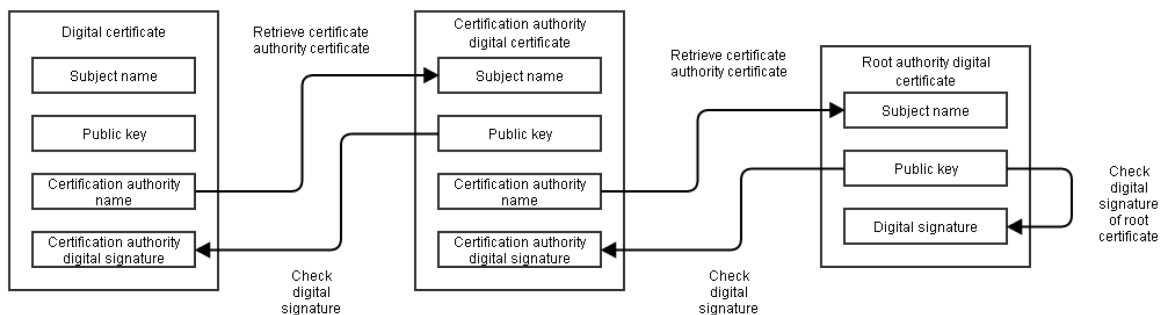 Digital certificate
Subject name
Public key
Certification authority
name
Certification authority
digital signature
Retrieve certificate
authority certificate
Check
digital
signature
Certification authority
digital certificate
Subject name
Public key
Certification authority
name
Certification authority
digital signature
Retrieve certificate
authority certificate
Check
digital
signature
Root authority digital
certificate
Subject name
Public key
Digital signature
Check
digital
signature
of root
certificate